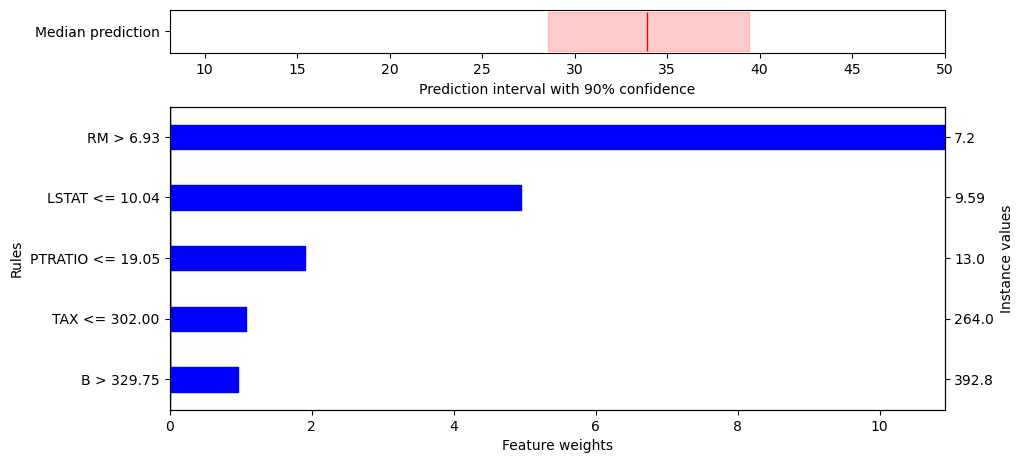 Median prediction
10 15 20 25 30 35 40 45 50
Prediction interval with 90% confidence
RM > 6.93 7.2
LSTAT <= 10.04 9.59
PTRATIO <= 19.05 13.0
TAX <= 302.00 264.0
B > 329.75 392.8
Rules
Instance values
0 2 4 6 8 10
Feature weights